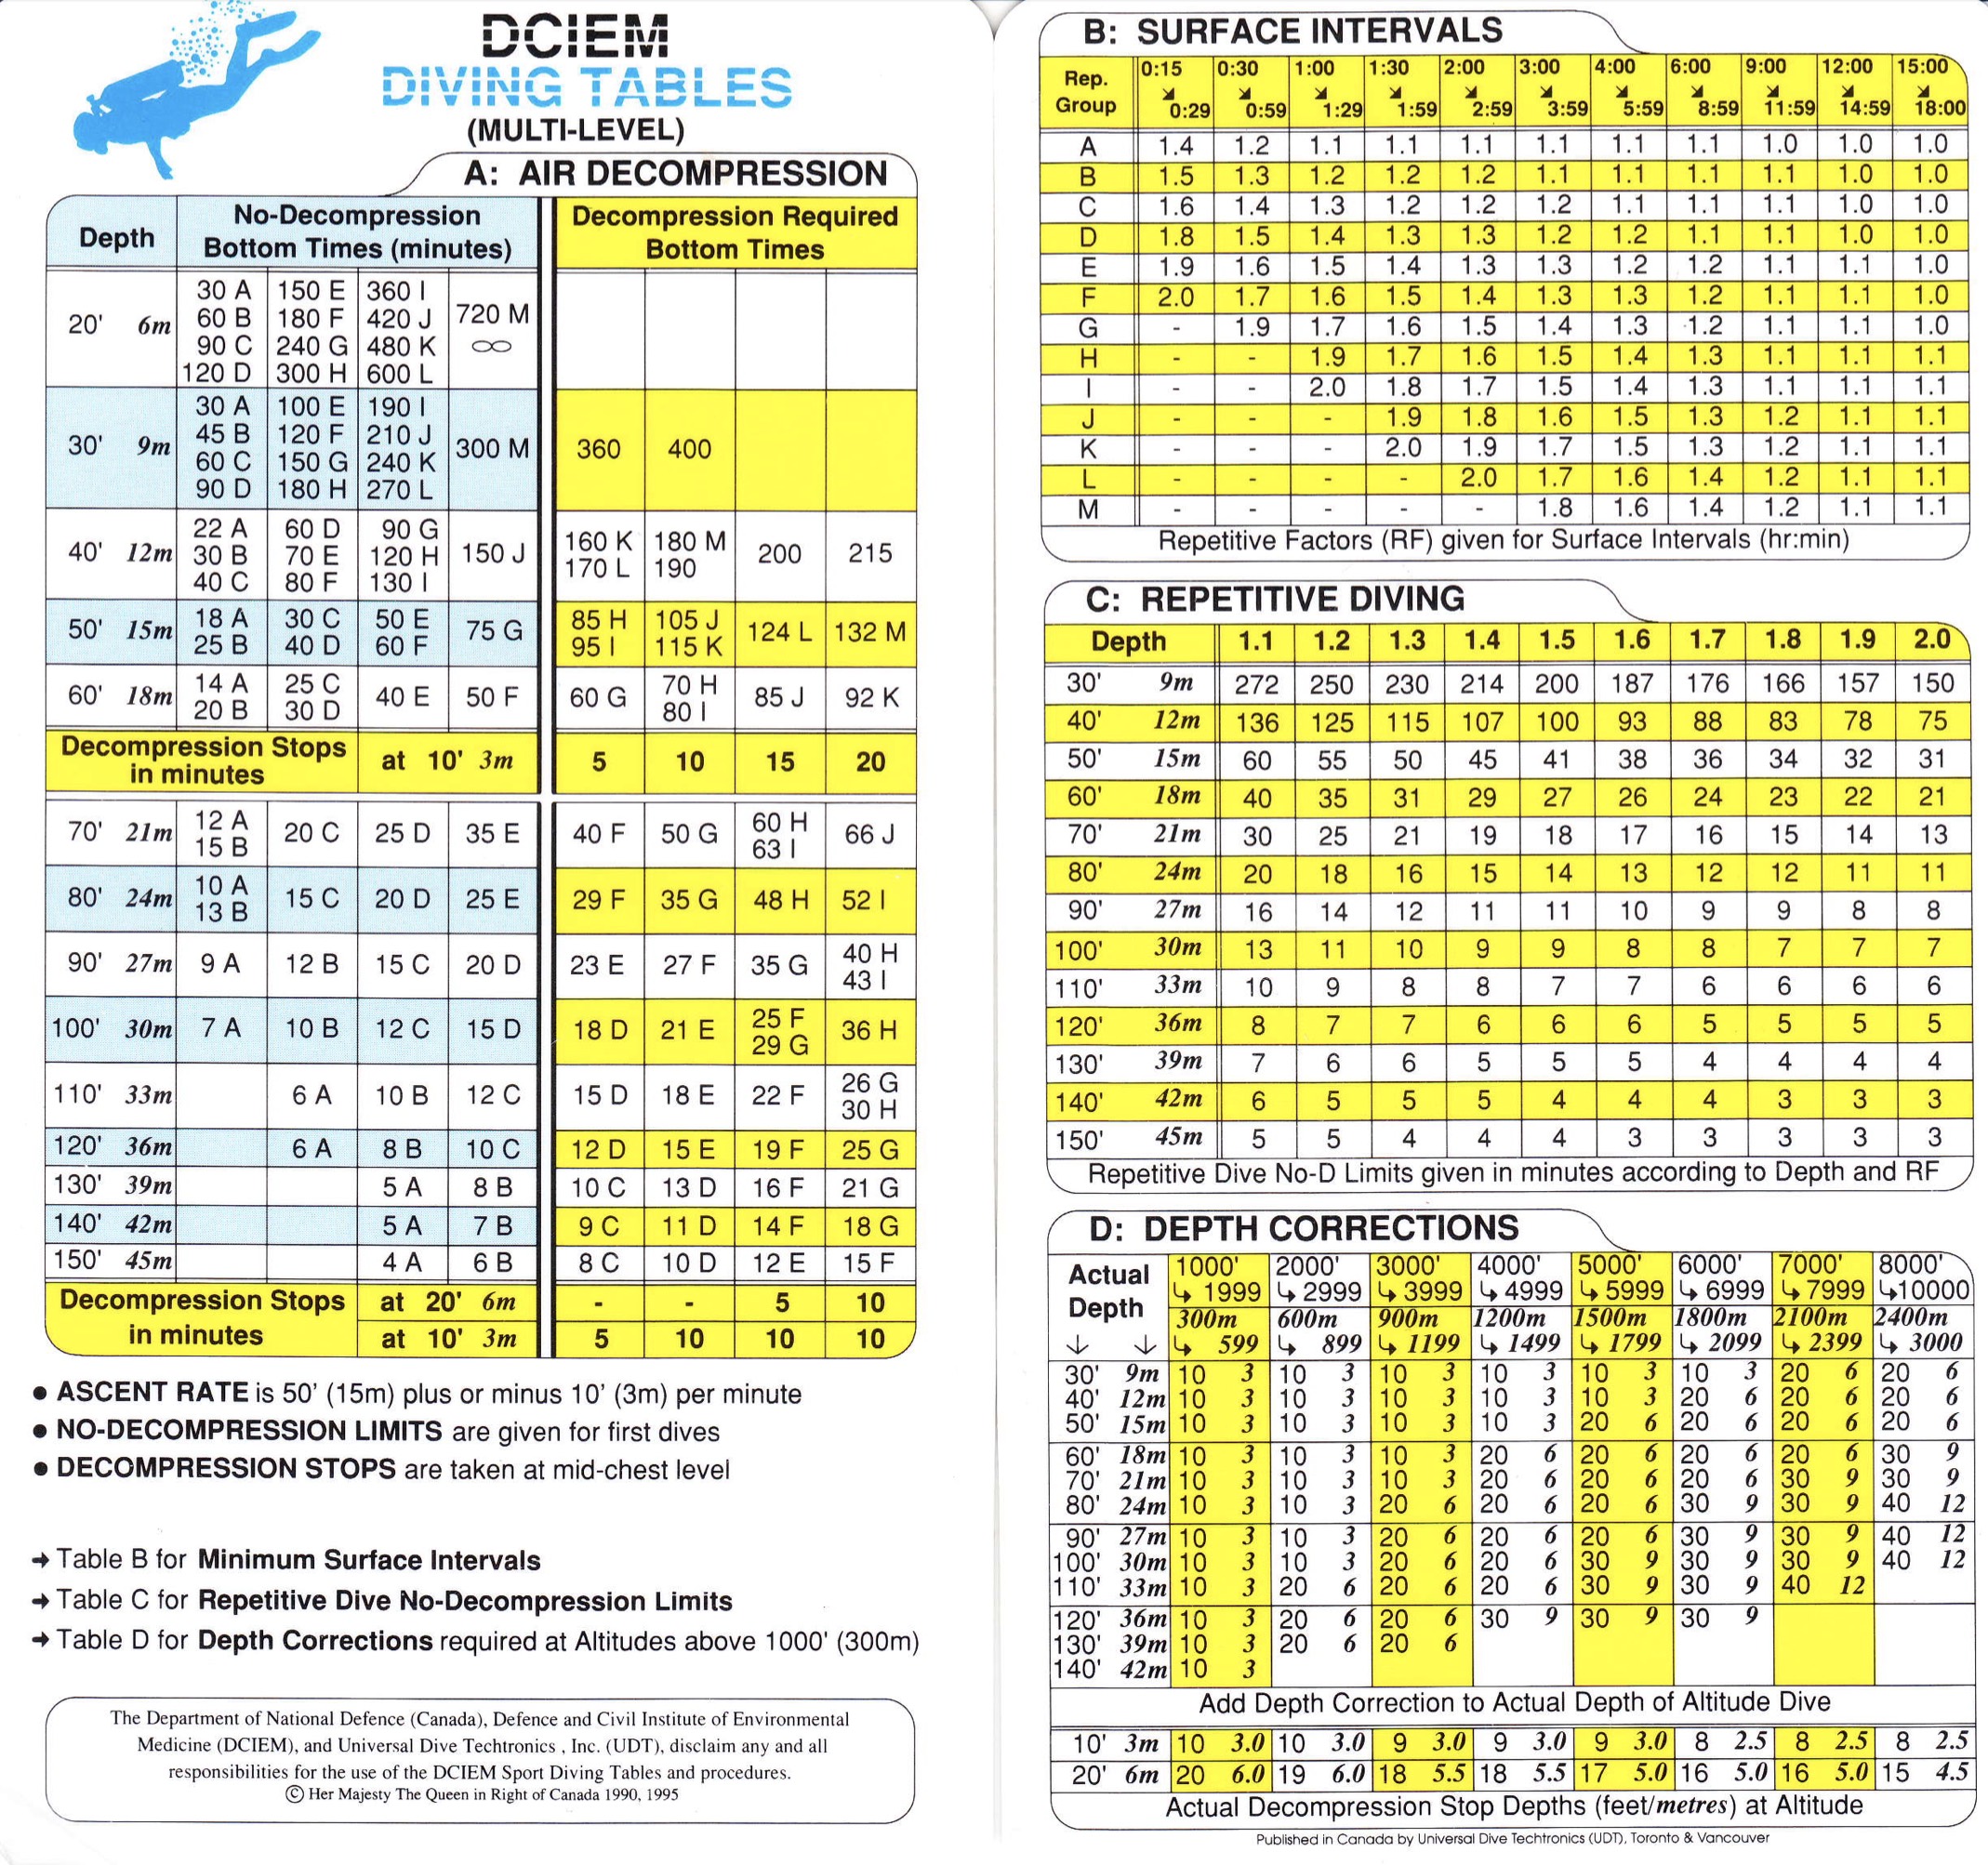 DCIEM
DIVING TABLES
(MULTI-LEVEL)
A: AIR DECOMPRESSION
Depth No-Decompression Bottom Times (minutes) Decompression Required Bottom Times
20' 6m 30 A 150 E 360 I 720 M
60 B 180 F 420 J ∞
90 C 240 G 480 K
120 D 300 H 600 L
30' 9m 30 A 100 E 190 I 300 M 360 400
45 B 120 F 210 J
60 C 150 G 240 K
90 D 180 H 270 L
40' 12m 22 A 60 D 90 G 150 J 160 K 180 M 200 215
30 B 70 E 120 H 170 L 190
40 C 80 F 130 I
50' 15m 18 A 30 C 50 E 75 G 85 H 105 J 124 L 132 M
25 B 40 D 60 F 95 I 115 K
60' 18m 14 A 25 C 40 E 50 F 60 G 70 H 85 J 92 K
20 B 30 D 80 I
Decompression Stops in minutes at 10' 3m 5 10 15 20
70' 21m 12 A 20 C 25 D 35 E 40 F 50 G 60 H 66 J
15 B 63 I
80' 24m 10 A 15 C 20 D 25 E 29 F 35 G 48 H 52 I
13 B
90' 27m 9 A 12 B 15 C 20 D 23 E 27 F 35 G 40 H
43 I
100' 30m 7 A 10 B 12 C 15 D 18 D 21 E 25 F 36 H
29 G
110' 33m 6 A 10 B 12 C 15 D 18 E 22 F 26 G
30 H
120' 36m 6 A 8 B 10 C 12 D 15 E 19 F 25 G
130' 39m 5 A 8 B 10 C 13 D 16 F 21 G
140' 42m 5 A 7 B 9 C 11 D 14 F 18 G
150' 45m 4 A 6 B 8 C 10 D 12 E 15 F
Decompression Stops at 20' 6m - - 5 10
in minutes at 10' 3m 5 10 10 10
● ASCENT RATE is 50' (15m) plus or minus 10' (3m) per minute
● NO-DECOMPRESSION LIMITS are given for first dives
● DECOMPRESSION STOPS are taken at mid-chest level
→ Table B for Minimum Surface Intervals
→ Table C for Repetitive Dive No-Decompression Limits
→ Table D for Depth Corrections required at Altitudes above 1000' (300m)
The Department of National Defence (Canada), Defence and Civil Institute of Environmental
Medicine (DCIEM), and Universal Dive Techtronics , Inc. (UDT), disclaim any and all
responsibilities for the use of the DCIEM Sport Diving Tables and procedures.
© Her Majesty The Queen in Right of Canada 1990, 1995
B: SURFACE INTERVALS
Rep. 0:15 0:30 1:00 1:30 2:00 3:00 4:00 6:00 9:00 12:00 15:00
Group 0:29 0:59 1:29 1:59 2:59 3:59 5:59 8:59 11:59 14:59 18:00
A 1.4 1.2 1.1 1.1 1.1 1.1 1.1 1.1 1.0 1.0 1.0
B 1.5 1.3 1.2 1.2 1.2 1.1 1.1 1.1 1.1 1.0 1.0
C 1.6 1.4 1.3 1.2 1.2 1.2 1.1 1.1 1.1 1.0 1.0
D 1.8 1.5 1.4 1.3 1.3 1.2 1.2 1.1 1.1 1.0 1.0
E 1.9 1.6 1.5 1.4 1.3 1.3 1.2 1.2 1.1 1.1 1.0
F 2.0 1.7 1.6 1.5 1.4 1.3 1.3 1.2 1.1 1.1 1.0
G - 1.9 1.7 1.6 1.5 1.4 1.3 1.2 1.1 1.1 1.0
H - - 1.9 1.7 1.6 1.5 1.4 1.3 1.1 1.1 1.1
I - - 2.0 1.8 1.7 1.5 1.4 1.3 1.1 1.1 1.1
J - - - 1.9 1.8 1.6 1.5 1.3 1.2 1.1 1.1
K - - - 2.0 1.9 1.7 1.5 1.3 1.2 1.1 1.1
L - - - - 2.0 1.7 1.6 1.4 1.2 1.1 1.1
M - - - - - 1.8 1.6 1.4 1.2 1.1 1.1
Repetitive Factors (RF) given for Surface Intervals (hr:min)
C: REPETITIVE DIVING
Depth 1.1 1.2 1.3 1.4 1.5 1.6 1.7 1.8 1.9 2.0
30' 9m 272 250 230 214 200 187 176 166 157 150
40' 12m 136 125 115 107 100 93 88 83 78 75
50' 15m 60 55 50 45 41 38 36 34 32 31
60' 18m 40 35 31 29 27 26 24 23 22 21
70' 21m 30 25 21 19 18 17 16 15 14 13
80' 24m 20 18 16 15 14 13 12 12 11 11
90' 27m 16 14 12 11 11 10 9 9 8 8
100' 30m 13 11 10 9 9 8 8 7 7 7
110' 33m 10 9 8 8 7 7 6 6 6 6
120' 36m 8 7 7 6 6 6 5 5 5 5
130' 39m 7 6 6 5 5 5 4 4 4 4
140' 42m 6 5 5 5 4 4 4 3 3 3
150' 45m 5 5 4 4 4 3 3 3 3 3
Repetitive Dive No-D Limits given in minutes according to Depth and RF
D: DEPTH CORRECTIONS
Actual 1000' 2000' 3000' 4000' 5000' 6000' 7000' 8000'
↳ 1999 ↳ 2999 ↳ 3999 ↳ 4999 ↳ 5999 ↳ 6999 ↳ 7999 ↳10000
Depth 300m 600m 900m 1200m 1500m 1800m 2100m 2400m
↓ ↓ ↳ 599 ↳ 899 ↳ 1199 ↳ 1499 ↳ 1799 ↳ 2099 ↳ 2399 ↳ 3000
30' 9m 10 3 10 3 10 3 10 3 10 3 10 3 20 6 20 6
40' 12m 10 3 10 3 10 3 10 3 10 3 20 6 20 6 20 6
50' 15m 10 3 10 3 10 3 10 3 20 6 20 6 20 6 20 6
60' 18m 10 3 10 3 10 3 20 6 20 6 20 6 20 6 30 9
70' 21m 10 3 10 3 10 3 20 6 20 6 20 6 30 9 30 9
80' 24m 10 3 10 3 20 6 20 6 20 6 30 9 30 9 40 12
90' 27m 10 3 10 3 20 6 20 6 20 6 30 9 30 9 40 12
100' 30m 10 3 10 3 20 6 20 6 30 9 30 9 30 9 40 12
110' 33m 10 3 20 6 20 6 20 6 30 9 30 9 40 12
120' 36m 10 3 20 6 20 6 30 9 30 9 30 9
130' 39m 10 3 20 6 20 6
140' 42m 10 3
Add Depth Correction to Actual Depth of Altitude Dive
10' 3m 10 3.0 10 3.0 9 3.0 9 3.0 9 3.0 8 2.5 8 2.5 8 2.5
20' 6m 20 6.0 19 6.0 18 5.5 18 5.5 17 5.0 16 5.0 16 5.0 15 4.5
Actual Decompression Stop Depths (feet/metres) at Altitude
Published in Canada by Universal Dive Techtronics (UDT), Toronto & Vancouver